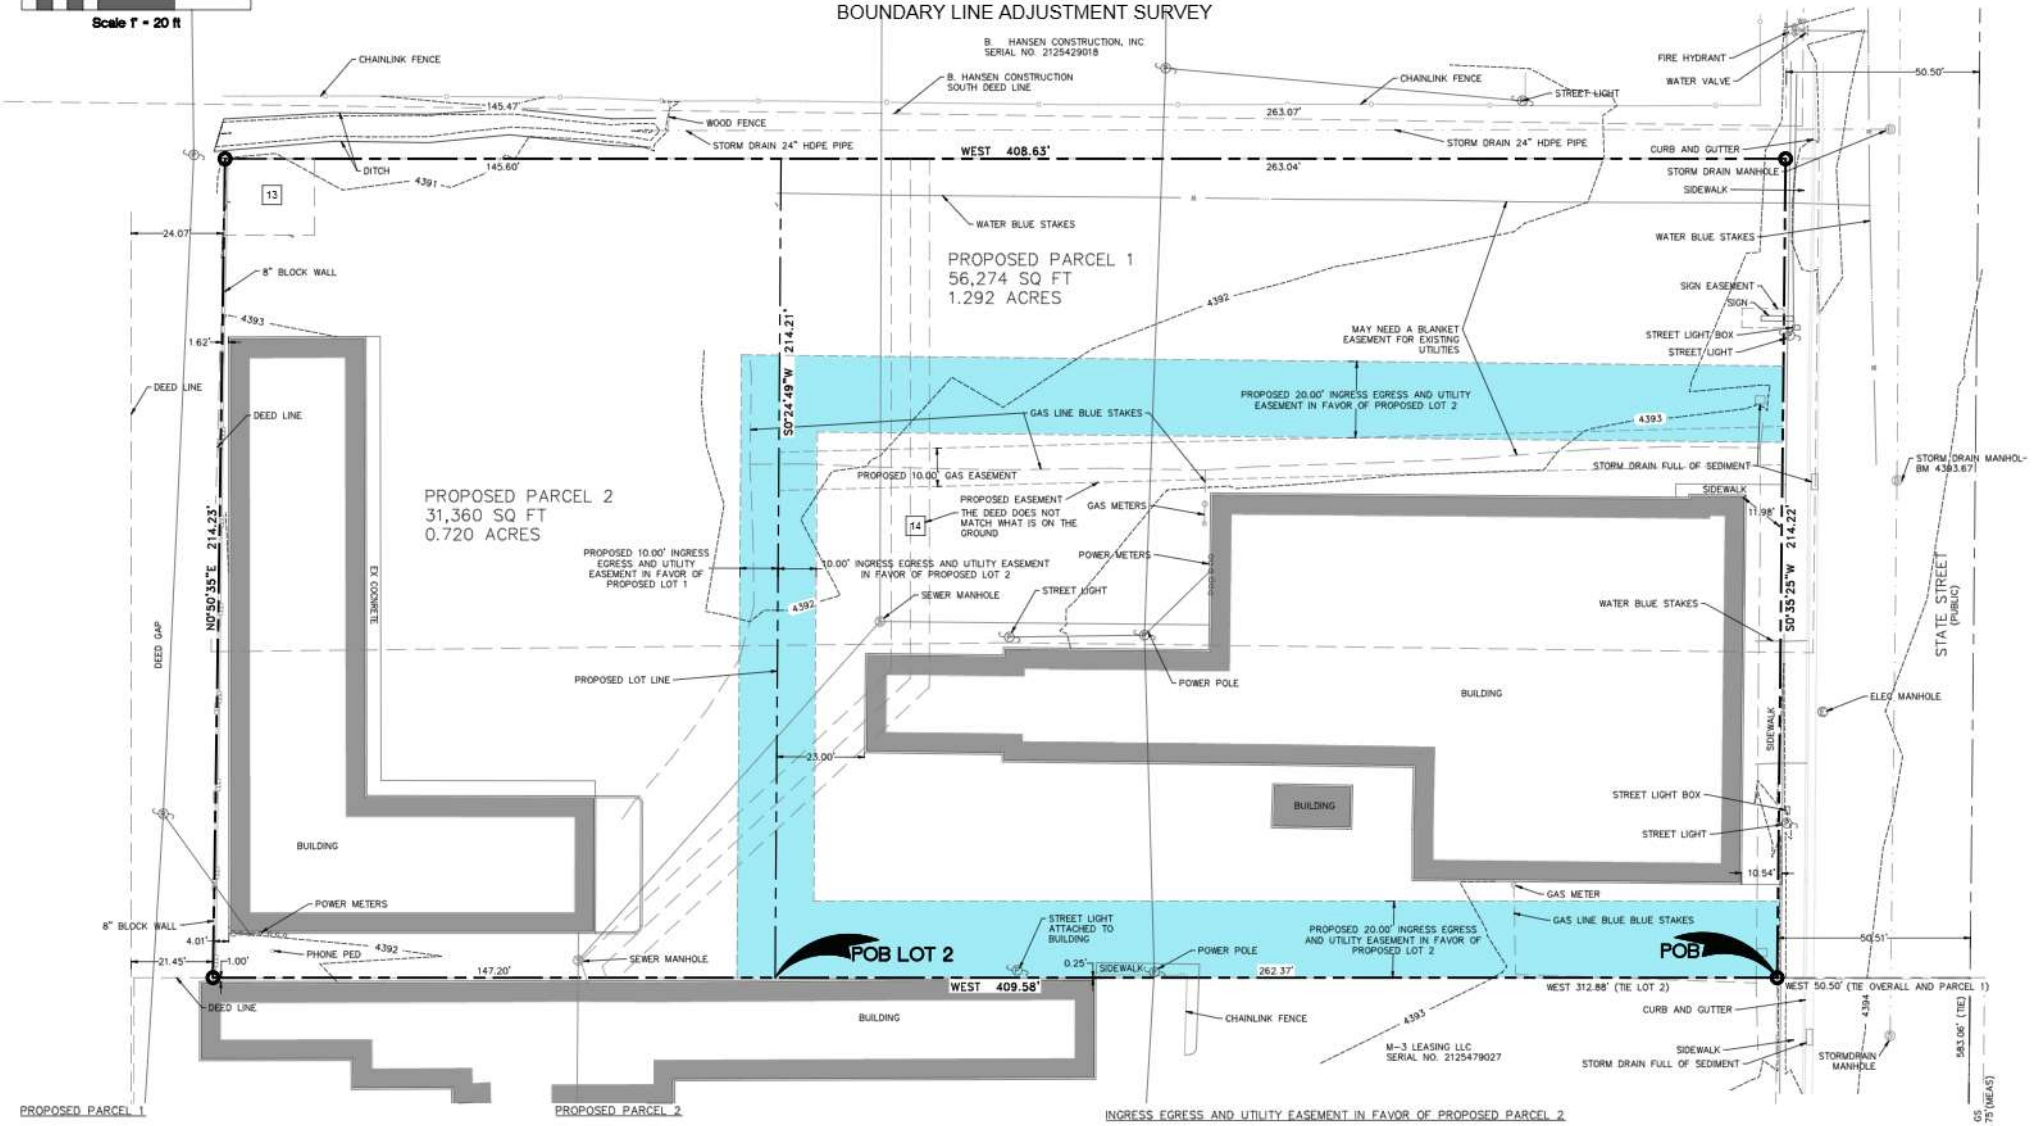 Scale 1" = 20 ft
BOUNDARY LINE ADJUSTMENT SURVEY
B. HANSEN CONSTRUCTION, INC
SERIAL NO. 2125429018
CHAINLINK FENCE
B. HANSEN CONSTRUCTION
SOUTH DEED LINE
CHAINLINK FENCE
STREET LIGHT
FIRE HYDRANT
WATER VALVE
50.50'
145.47'
263.07'
WOOD FENCE
STORM DRAIN 24" HDPE PIPE
STORM DRAIN 24" HDPE PIPE
WEST 408.63'
CURB AND GUTTER
STORM DRAIN MANHOLE
SIDEWALK
DITCH
145.60'
263.04'
4391
13
24.07'
WATER BLUE STAKES
WATER BLUE STAKES
8" BLOCK WALL
PROPOSED PARCEL 1
56,274 SQ FT
1.292 ACRES
4392
SIGN EASEMENT
SIGN
STREET LIGHT BOX
STREET LIGHT
4393
1.62'
S0°24'49"W 214.21'
MAY NEED A BLANKET
EASEMENT FOR EXISTING
UTILITIES
DEED LINE
DEED LINE
PROPOSED 20.00' INGRESS EGRESS AND UTILITY
EASEMENT IN FAVOR OF PROPOSED LOT 2
GAS LINE BLUE STAKES
4393
STORM DRAIN MANHOL-
BM 4393.67
STORM DRAIN FULL OF SEDIMENT
PROPOSED 10.00' GAS EASEMENT
SIDEWALK
PROPOSED PARCEL 2
31,360 SQ FT
0.720 ACRES
PROPOSED EASEMENT
THE DEED DOES NOT
MATCH WHAT IS ON THE
GROUND
14
GAS METERS
11.98'
N0°50'35"E 214.23'
S0°35'25"W 214.22'
PROPOSED 10.00' INGRESS
EGRESS AND UTILITY
EASEMENT IN FAVOR OF
PROPOSED LOT 1
10.00' INGRESS EGRESS AND UTILITY EASEMENT
IN FAVOR OF PROPOSED LOT 2
POWER METERS
EX COCNRETE
4392
SEWER MANHOLE
STREET LIGHT
WATER BLUE STAKES
STATE STREET
(PUBLIC)
DEED GAP
PROPOSED LOT LINE
POWER POLE
BUILDING
ELEC MANHOLE
SIDEWALK
23.00'
BUILDING
STREET LIGHT BOX
STREET LIGHT
BUILDING
10.54'
POWER METERS
GAS METER
8" BLOCK WALL
4.01'
4392
PHONE PED
STREET LIGHT
ATTACHED TO
BUILDING
GAS LINE BLUE BLUE STAKES
PROPOSED 20.00' INGRESS EGRESS
AND UTILITY EASEMENT IN FAVOR OF
PROPOSED LOT 2
50.51'
POB LOT 2
POWER POLE
POB
21.45'
1.00'
SEWER MANHOLE
0.25'
SIDEWALK
147.20'
262.37'
WEST 409.58'
WEST 312.88' (TIE LOT 2)
WEST 50.50' (TIE OVERALL AND PARCEL 1)
DEED LINE
BUILDING
CHAINLINK FENCE
4393
CURB AND GUTTER
4394
583.06' (TIE)
M-3 LEASING LLC
SERIAL NO. 2125479027
SIDEWALK
STORM DRAIN FULL OF SEDIMENT
STORMDRAIN
MANHOLE
PROPOSED PARCEL 1
PROPOSED PARCEL 2
INGRESS EGRESS AND UTILITY EASEMENT IN FAVOR OF PROPOSED PARCEL 2
75'(MEAS)